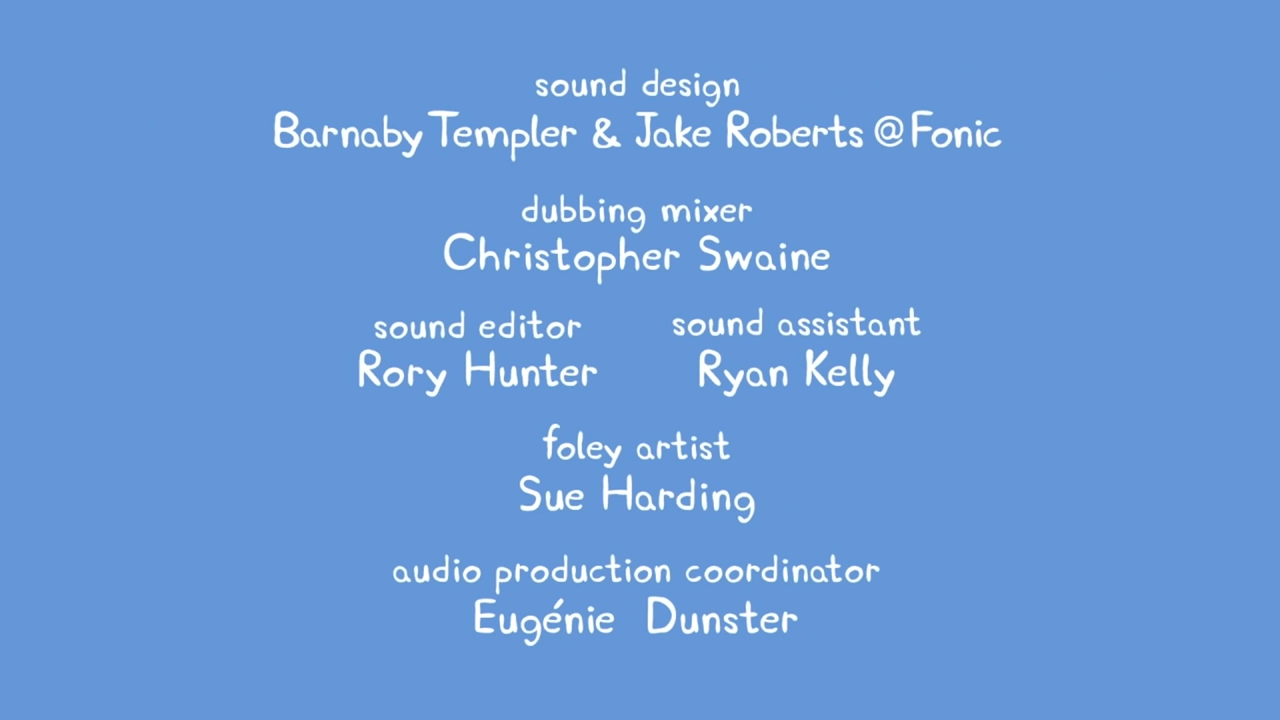 sound design
Barnaby Templer & Jake Roberts @ Fonic
dubbing mixer
Christopher Swaine
sound editor
Rory Hunter
sound assistant
Ryan Kelly
foley artist
Sue Harding
audio production coordinator
Eugénie Dunster